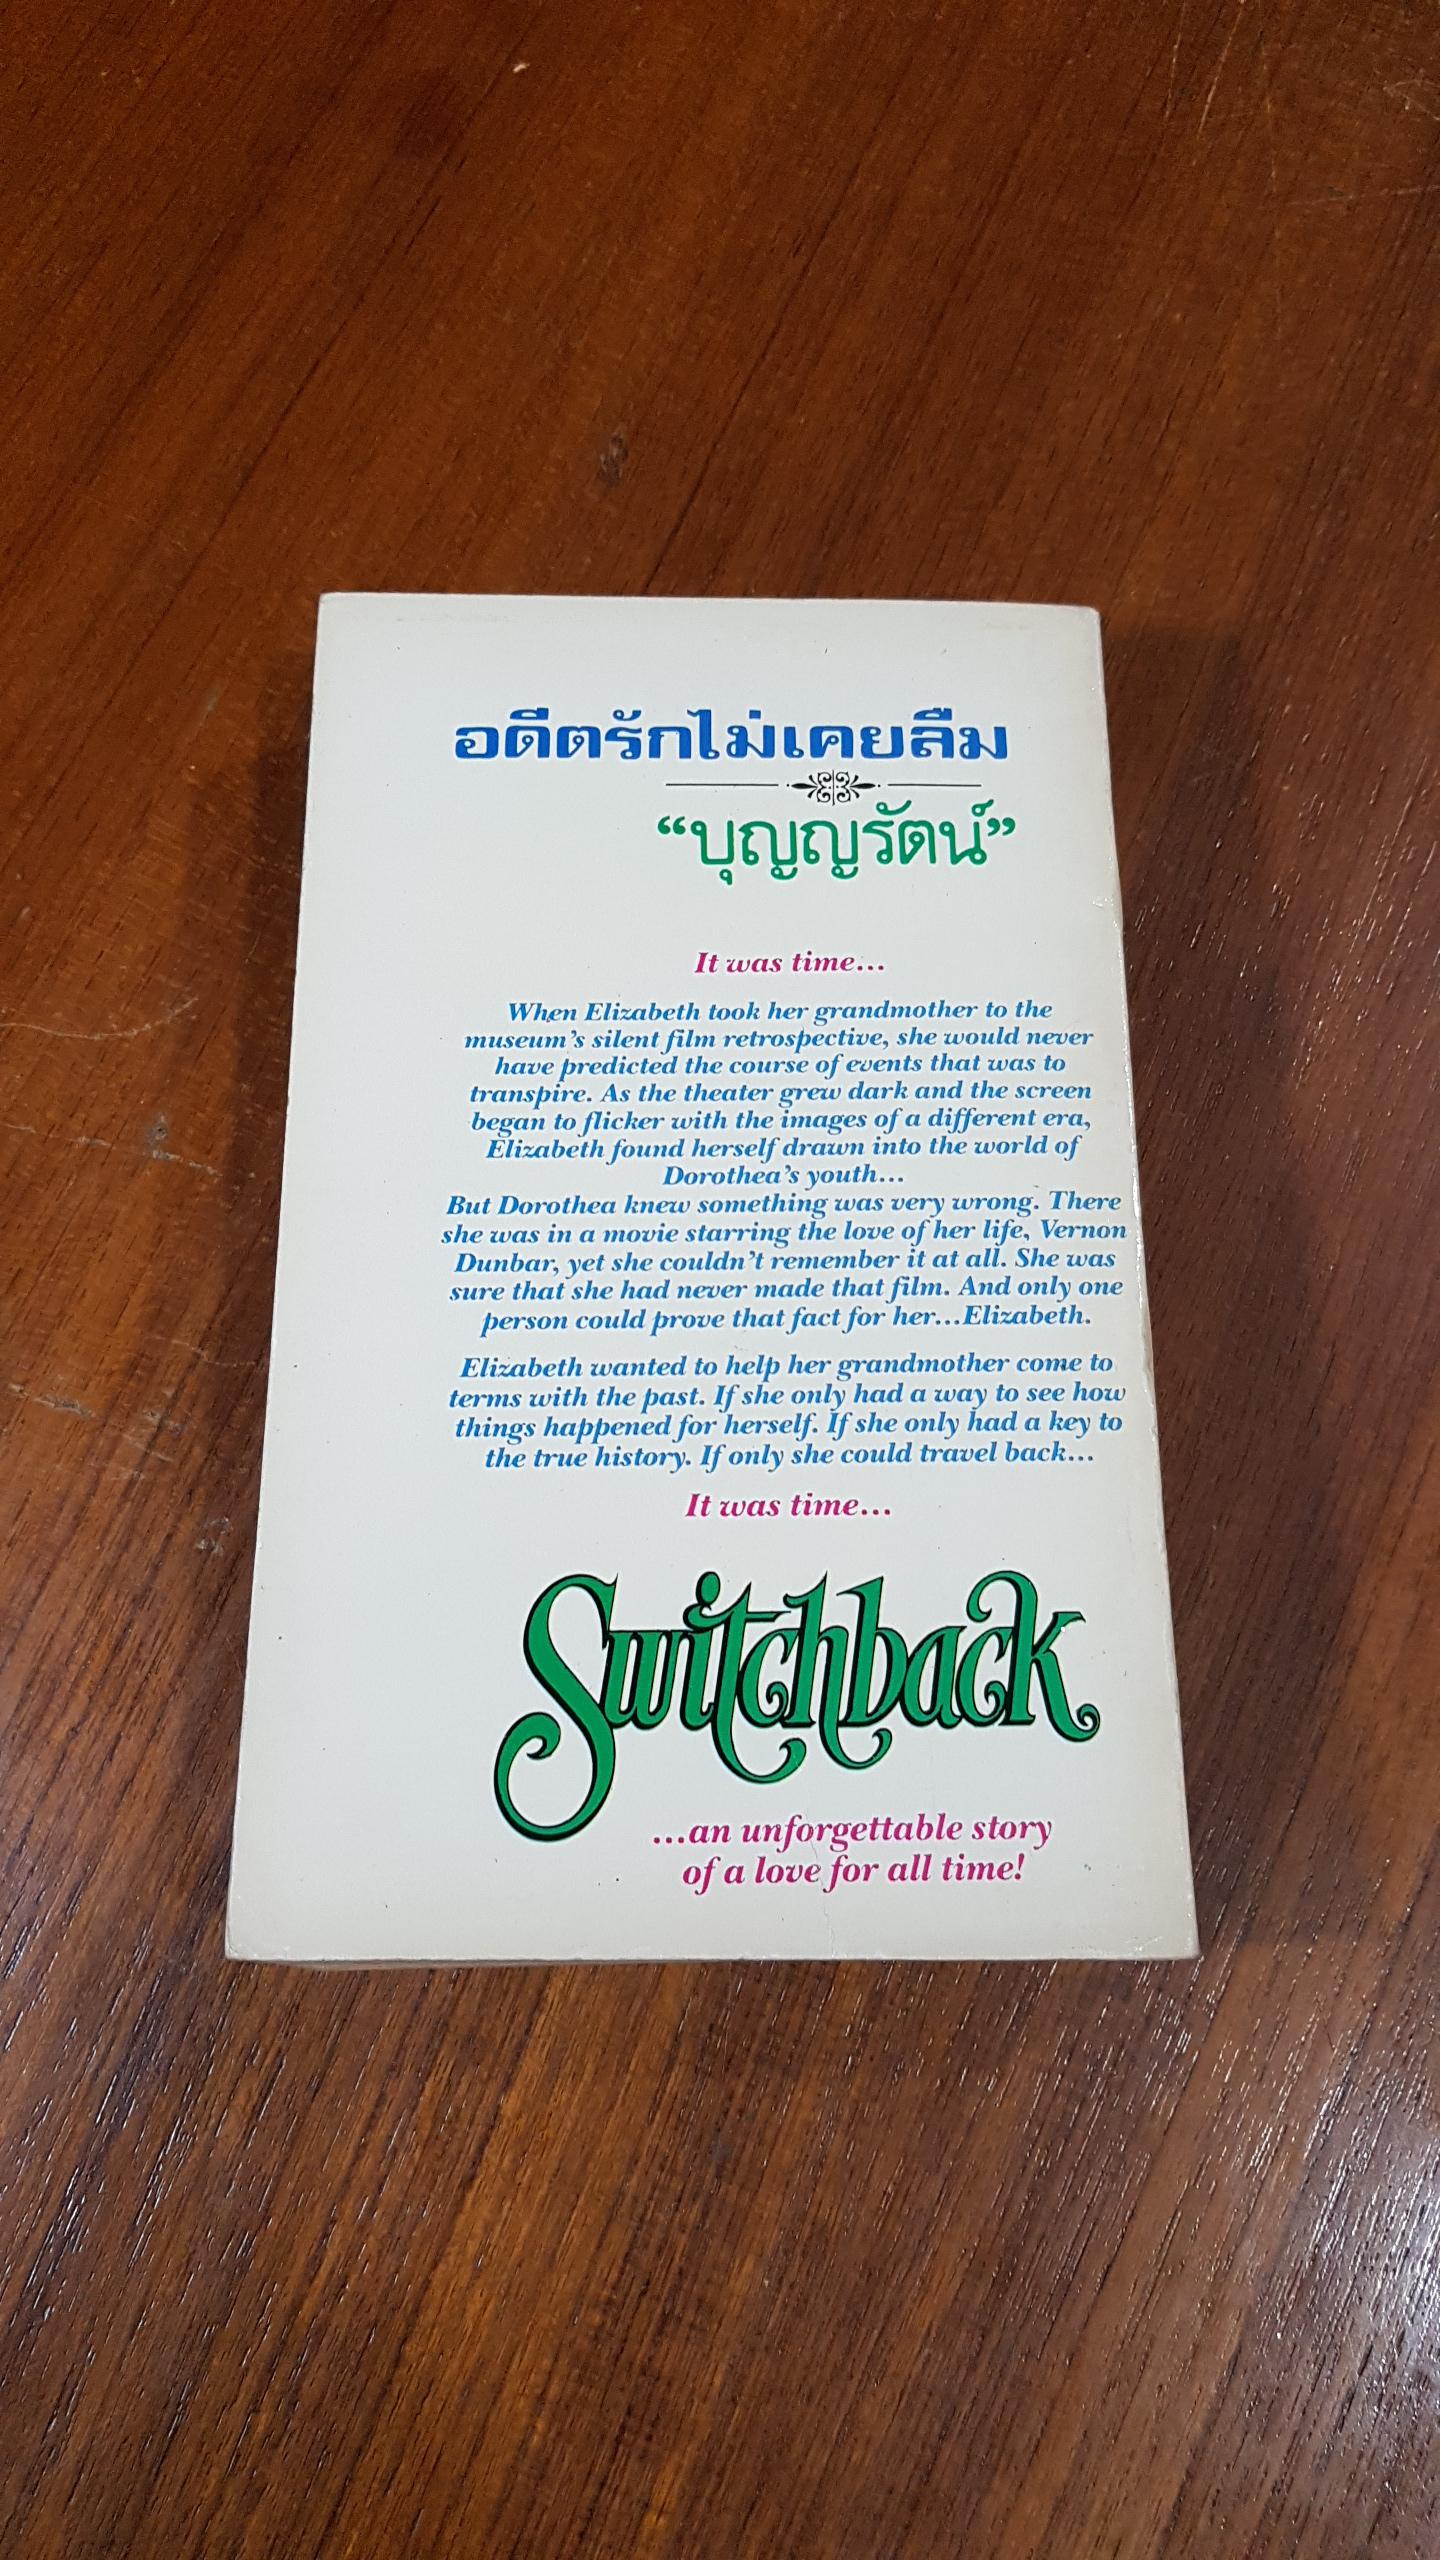 อดีตรักไม่เคยลืม
“บุญญรัตน์”
It was time...
When Elizabeth took her grandmother to the
museum's silent film retrospective, she would never
have predicted the course of events that was to
transpire. As the theater grew dark and the screen
began to flicker with the images of a different era,
Elizabeth found herself drawn into the world of
Dorothea's youth...
But Dorothea knew something was very wrong. There
she was in a movie starring the love of her life, Vernon
Dunbar, yet she couldn't remember it at all. She was
sure that she had never made that film. And only one
person could prove that fact for her...Elizabeth.
Elizabeth wanted to help her grandmother come to
terms with the past. If she only had a way to see how
things happened for herself. If she only had a key to
the true history. If only she could travel back...
It was time...
Switchback
...an unforgettable story
of a love for all time!